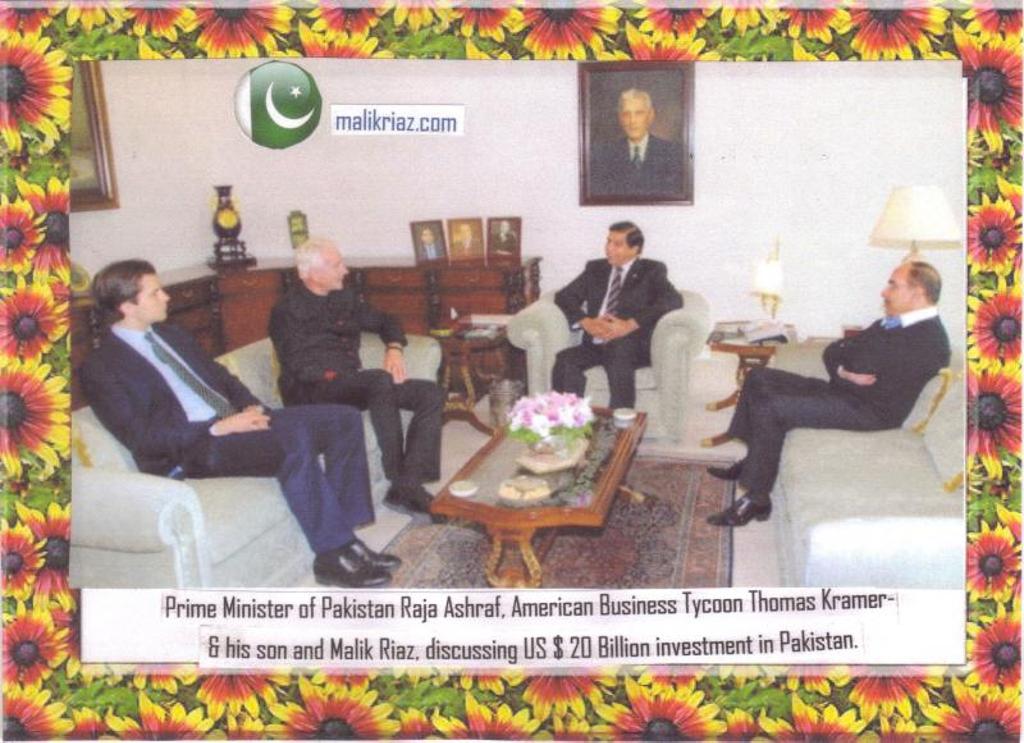 malikriaz.com
Prime Minister of Pakistan Raja Ashraf, American Business Tycoon Thomas Kramer-
& his son and Malik Riaz, discussing US $ 20 Billion investment in Pakistan.